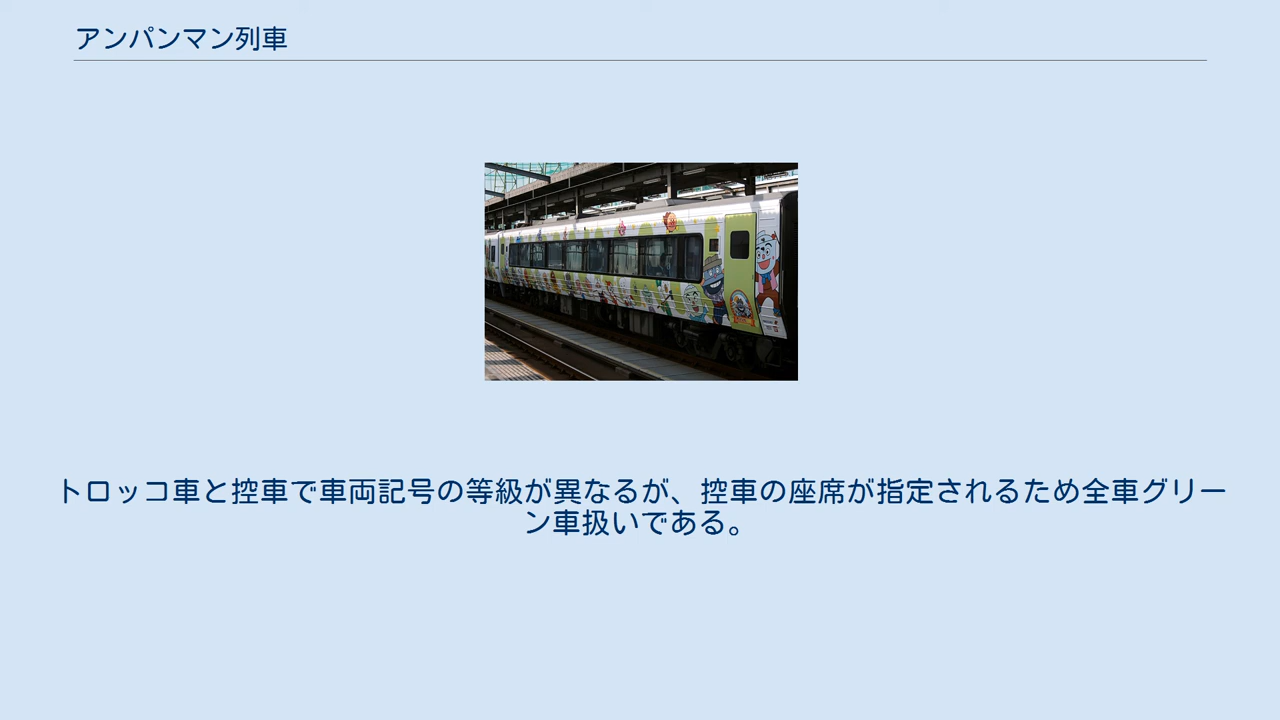 アンパンマン列車
トロッコ車と控車で車両記号の等級が異なるが、控車の座席が指定されるため全車グリー
ン車扱いである。